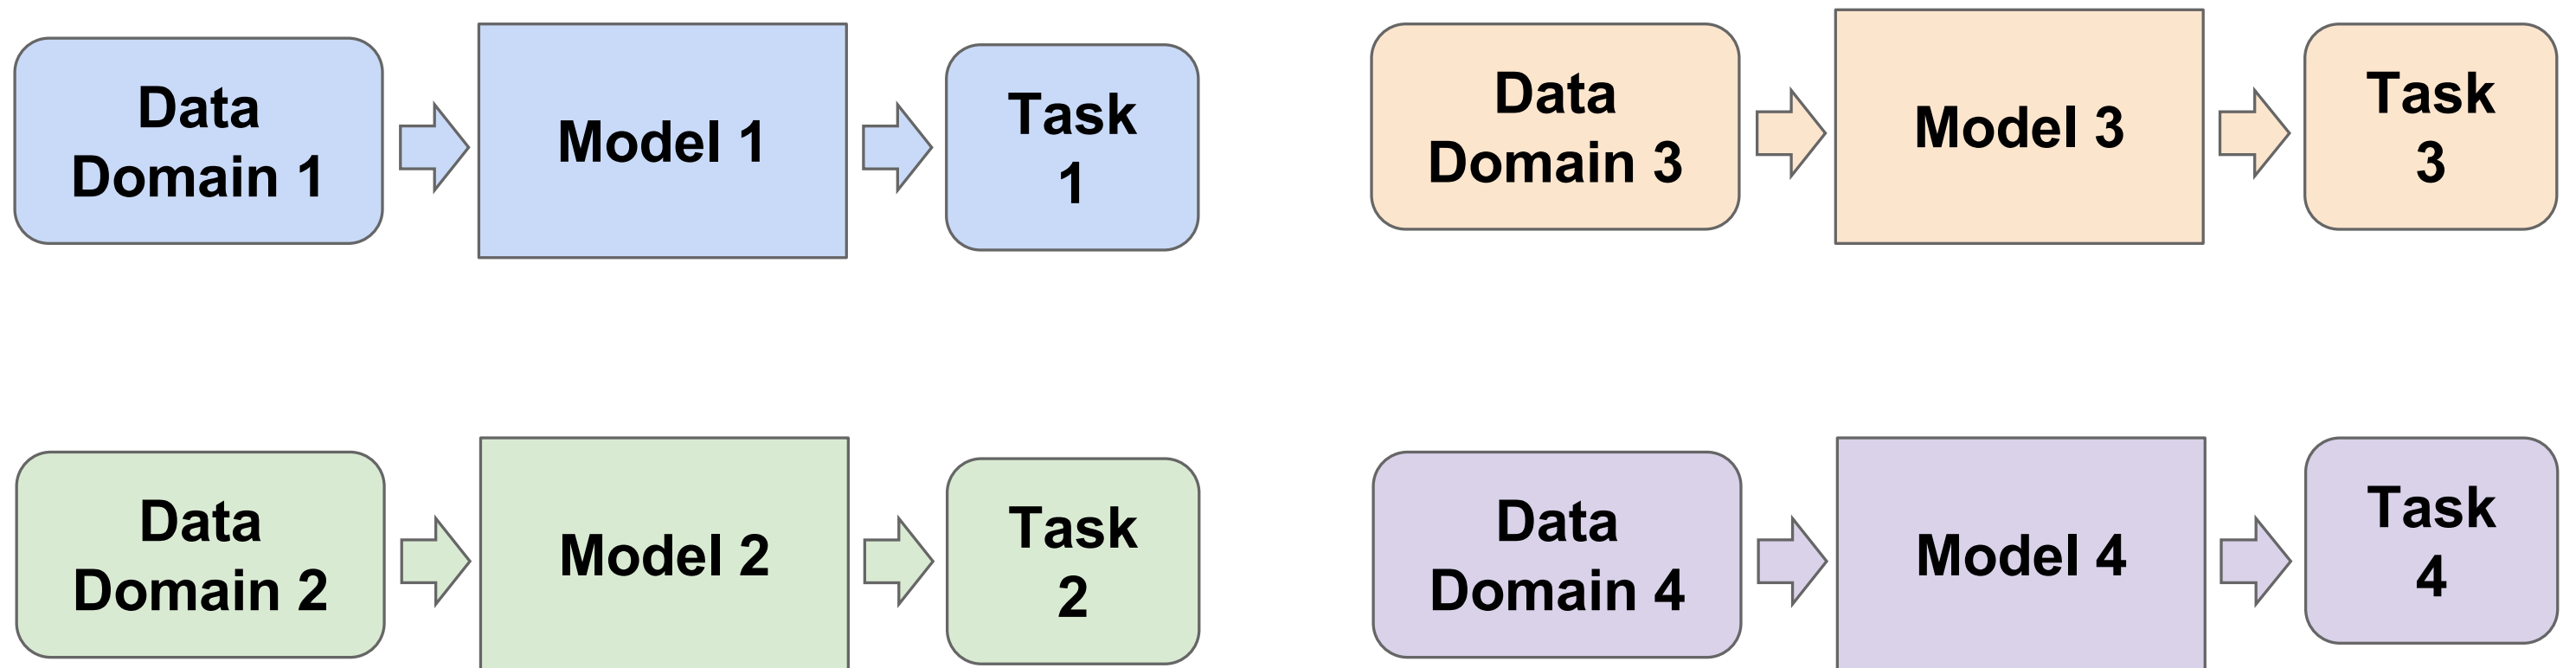 Data
Domain 1
Model 1
Task
1
Data
Domain 3
Model 3
Task
3
Data
Domain 2
Model 2
Task
2
Data
Domain 4
Model 4
Task
4